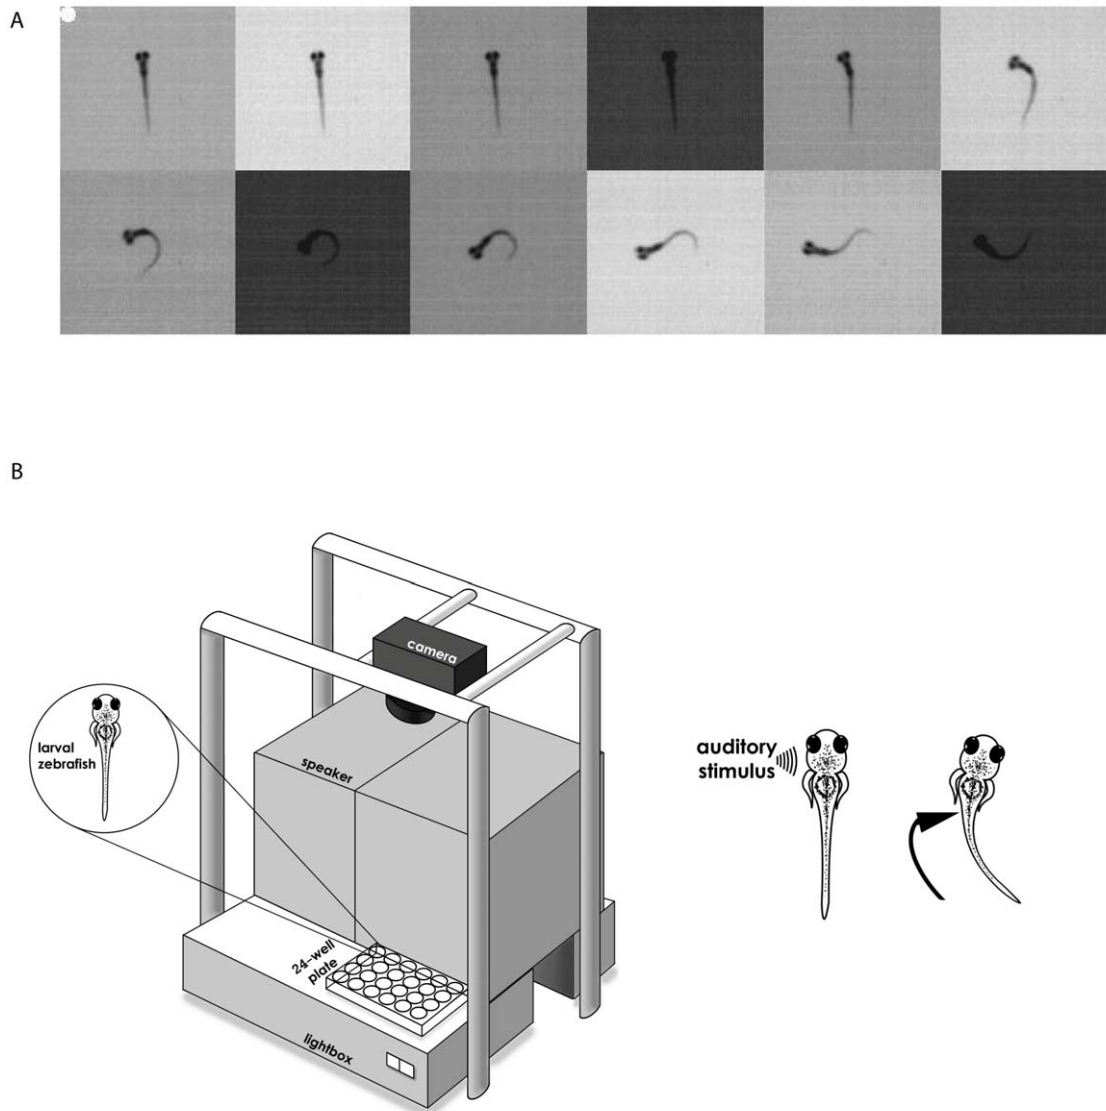 A
B
camera
speaker
larval
zebrafish
24-well
plate
lightbox
auditory
stimulus